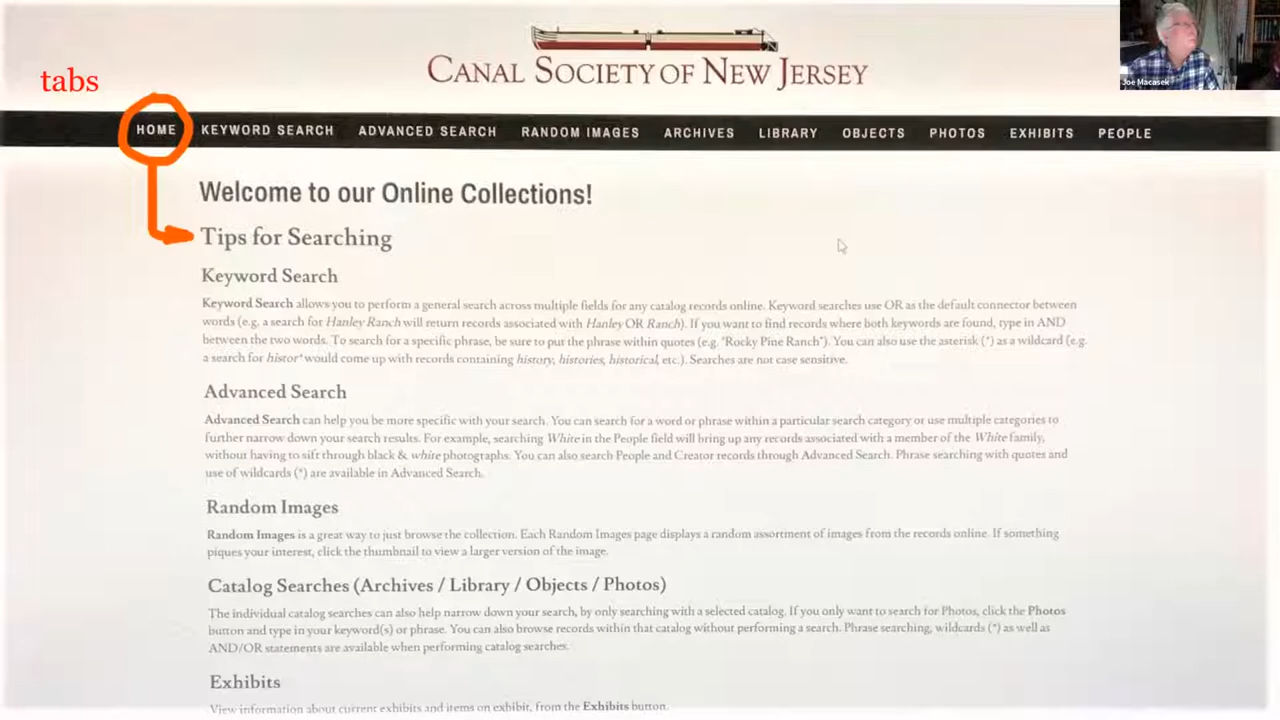 Joe Macasek
CANAL SOCIETY OF NEW JERSEY
tabs
HOME KEYWORD SEARCH ADVANCED SEARCH RANDOM IMAGES ARCHIVES LIBRARY OBJECTS PHOTOS EXHIBITS PEOPLE
Welcome to our Online Collections!
Tips for Searching
Keyword Search
Keyword Search allows you to perform a general search across multiple fields for any catalog records online. Keyword searches use OR as the default connector between
words (e.g. a search for Hanley Ranch will return records associated with Hanley OR Ranch). If you want to find records where both keywords are found, type in AND
between the two words. To search for a specific phrase, be sure to put the phrase within quotes (e.g. "Rocky Pine Ranch"). You can also use the asterisk (*) as a wildcard (e.g.
a search for histor* would come up with records containing history, histories, historical, etc.). Searches are not case sensitive.
Advanced Search
Advanced Search can help you be more specific with your search. You can search for a word or phrase within a particular search category or use multiple categories to
further narrow down your search results. For example, searching White in the People field will bring up any records associated with a member of the White family,
without having to sift through black & white photographs. You can also search People and Creator records through Advanced Search. Phrase searching with quotes and
use of wildcards (*) are available in Advanced Search.
Random Images
Random Images is a great way to just browse the collection. Each Random Images page displays a random assortment of images from the records online. If something
piques your interest, click the thumbnail to view a larger version of the image.
Catalog Searches (Archives / Library / Objects / Photos)
The individual catalog searches can also help narrow down your search, by only searching with a selected catalog. If you only want to search for Photos, click the Photos
button and type in your keyword(s) or phrase. You can also browse records within that catalog without performing a search. Phrase searching, wildcards (*) as well as
AND/OR statements are available when performing catalog searches.
Exhibits
View information about current exhibits and items on exhibit, from the Exhibits button.